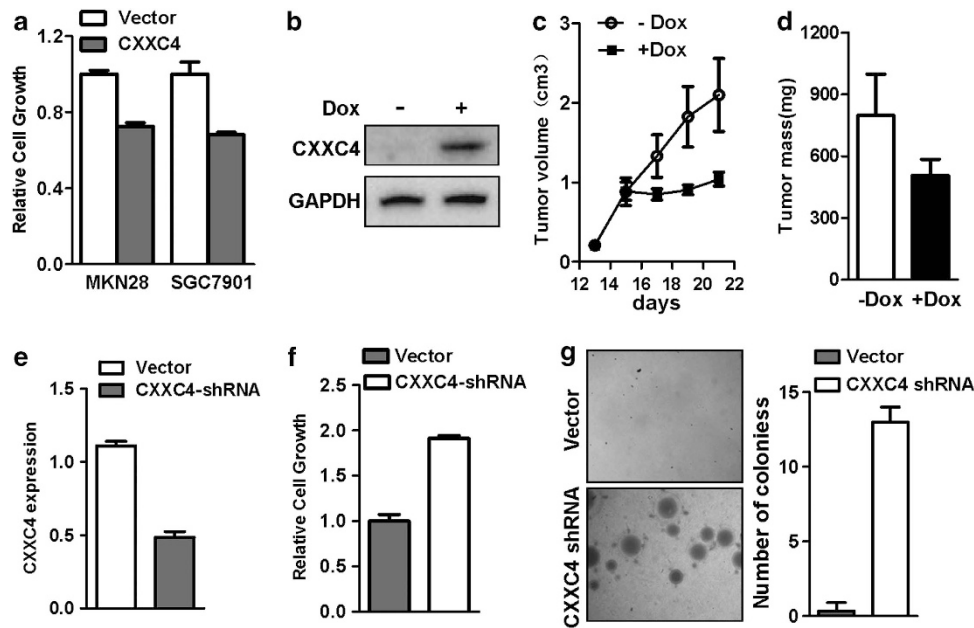 a
Vector
CXXC4
Relative Cell Growth
1.2
0.8
0.4
0.0
MKN28 SGC7901
b
Dox - +
CXXC4
GAPDH
c
- Dox
+Dox
Tumor volume (cm3)
3
2
1
0
12 14 16 18 20 22
days
d
Tumor mass(mg)
1200
900
600
300
0
-Dox +Dox
e
Vector
CXXC4-shRNA
CXXC4 expression
1.5
1.0
0.5
0.0
f
Vector
CXXC4-shRNA
Relative Cell Growth
2.5
2.0
1.5
1.0
0.5
0.0
g
Vector
CXXC4 shRNA
Vector
CXXC4 shRNA
Number of coloniess
15
10
5
0